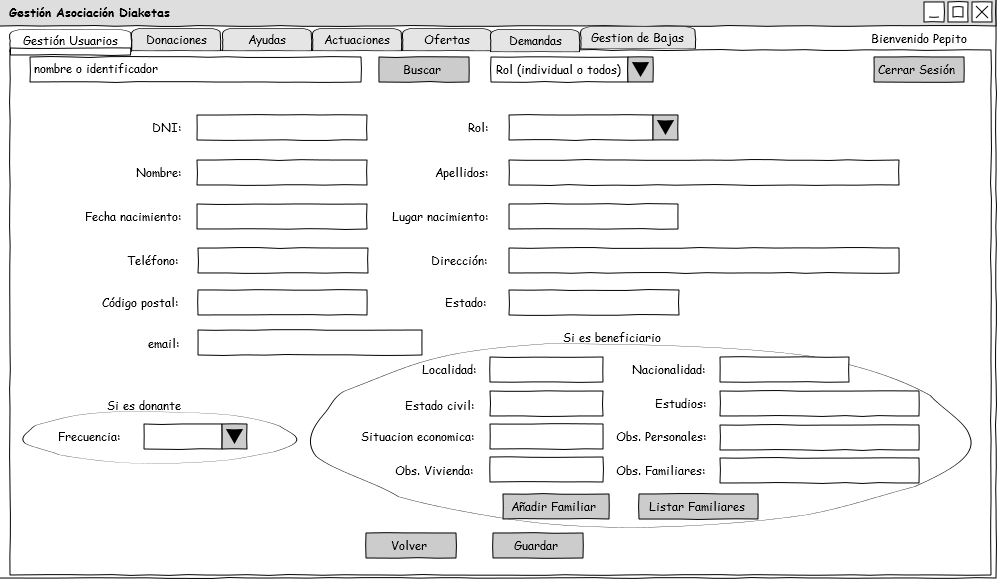 Gestión Asociación Diaketas
Gestión Usuarios Donaciones Ayudas Actuaciones Ofertas Demandas Gestion de Bajas Bienvenido Pepito
nombre o identificador Buscar Rol (individual o todos) Cerrar Sesión
DNI: Rol:
Nombre: Apellidos:
Fecha nacimiento: Lugar nacimiento:
Teléfono: Dirección:
Código postal: Estado:
email: Si es beneficiario
Localidad: Nacionalidad:
Si es donante Estado civil: Estudios:
Frecuencia: Situacion economica: Obs. Personales:
Obs. Vivienda: Obs. Familiares:
Añadir Familiar Listar Familiares
Volver Guardar